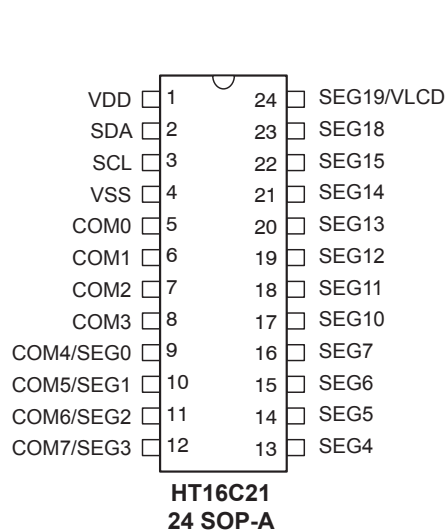 VDD 1 24 SEG19/VLCD
SDA 2 23 SEG18
SCL 3 22 SEG15
VSS 4 21 SEG14
COM0 5 20 SEG13
COM1 6 19 SEG12
COM2 7 18 SEG11
COM3 8 17 SEG10
COM4/SEG0 9 16 SEG7
COM5/SEG1 10 15 SEG6
COM6/SEG2 11 14 SEG5
COM7/SEG3 12 13 SEG4
HT16C21
24 SOP-A